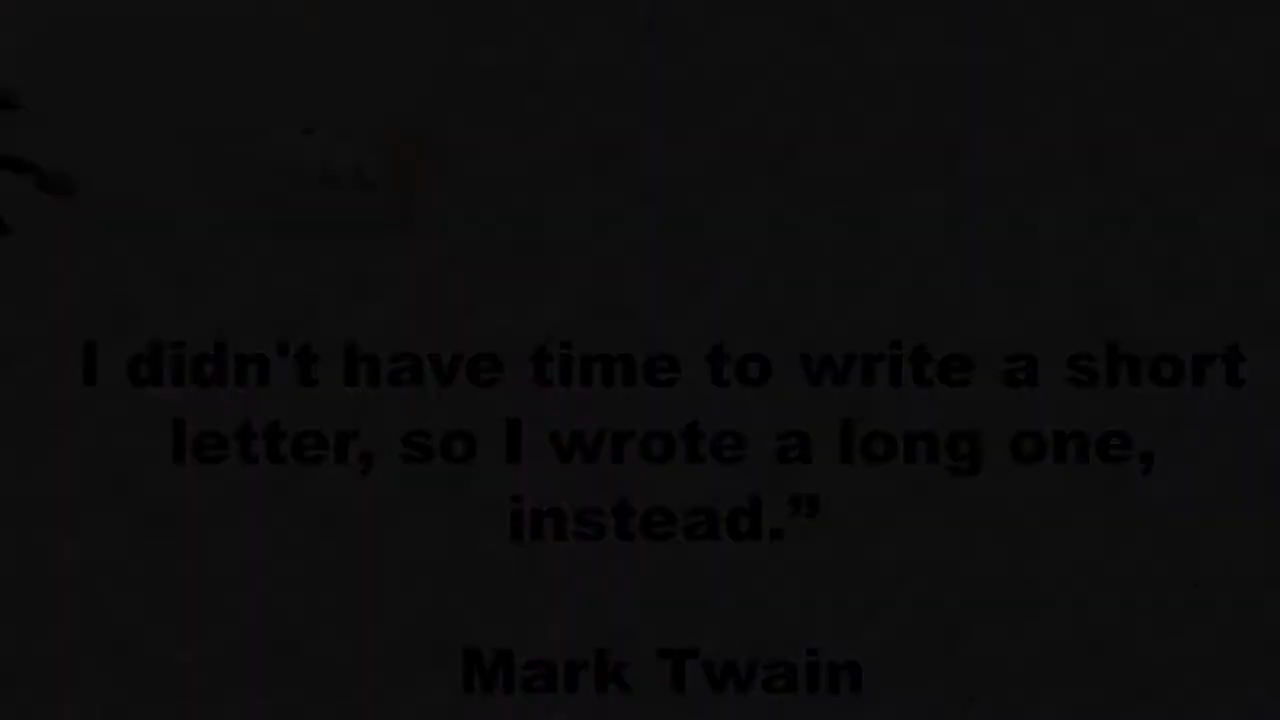 I didn't have time to write a short
letter, so I wrote a long one,
instead.”
Mark Twain